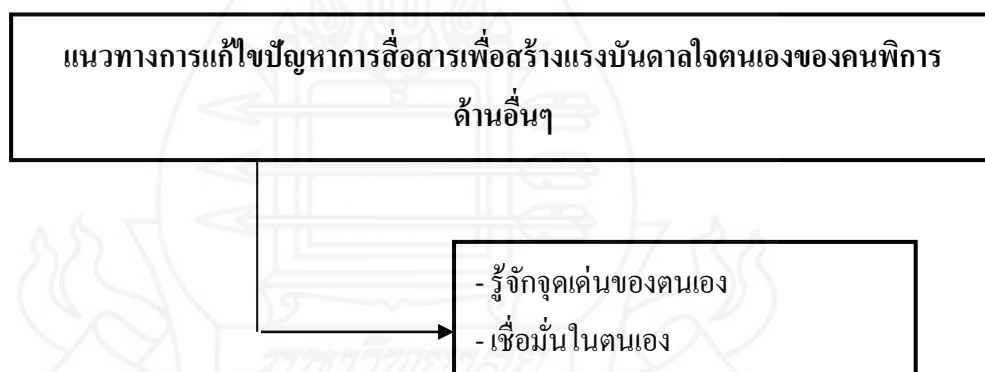 แนวทางการแก้ไขปัญหาการสื่อสารเพื่อสร้างแรงบันดาลใจตนเองของคนพิการ
ด้านอื่นๆ
- รู้จักจุดเด่นของตนเอง
- เชื่อมั่นในตนเอง